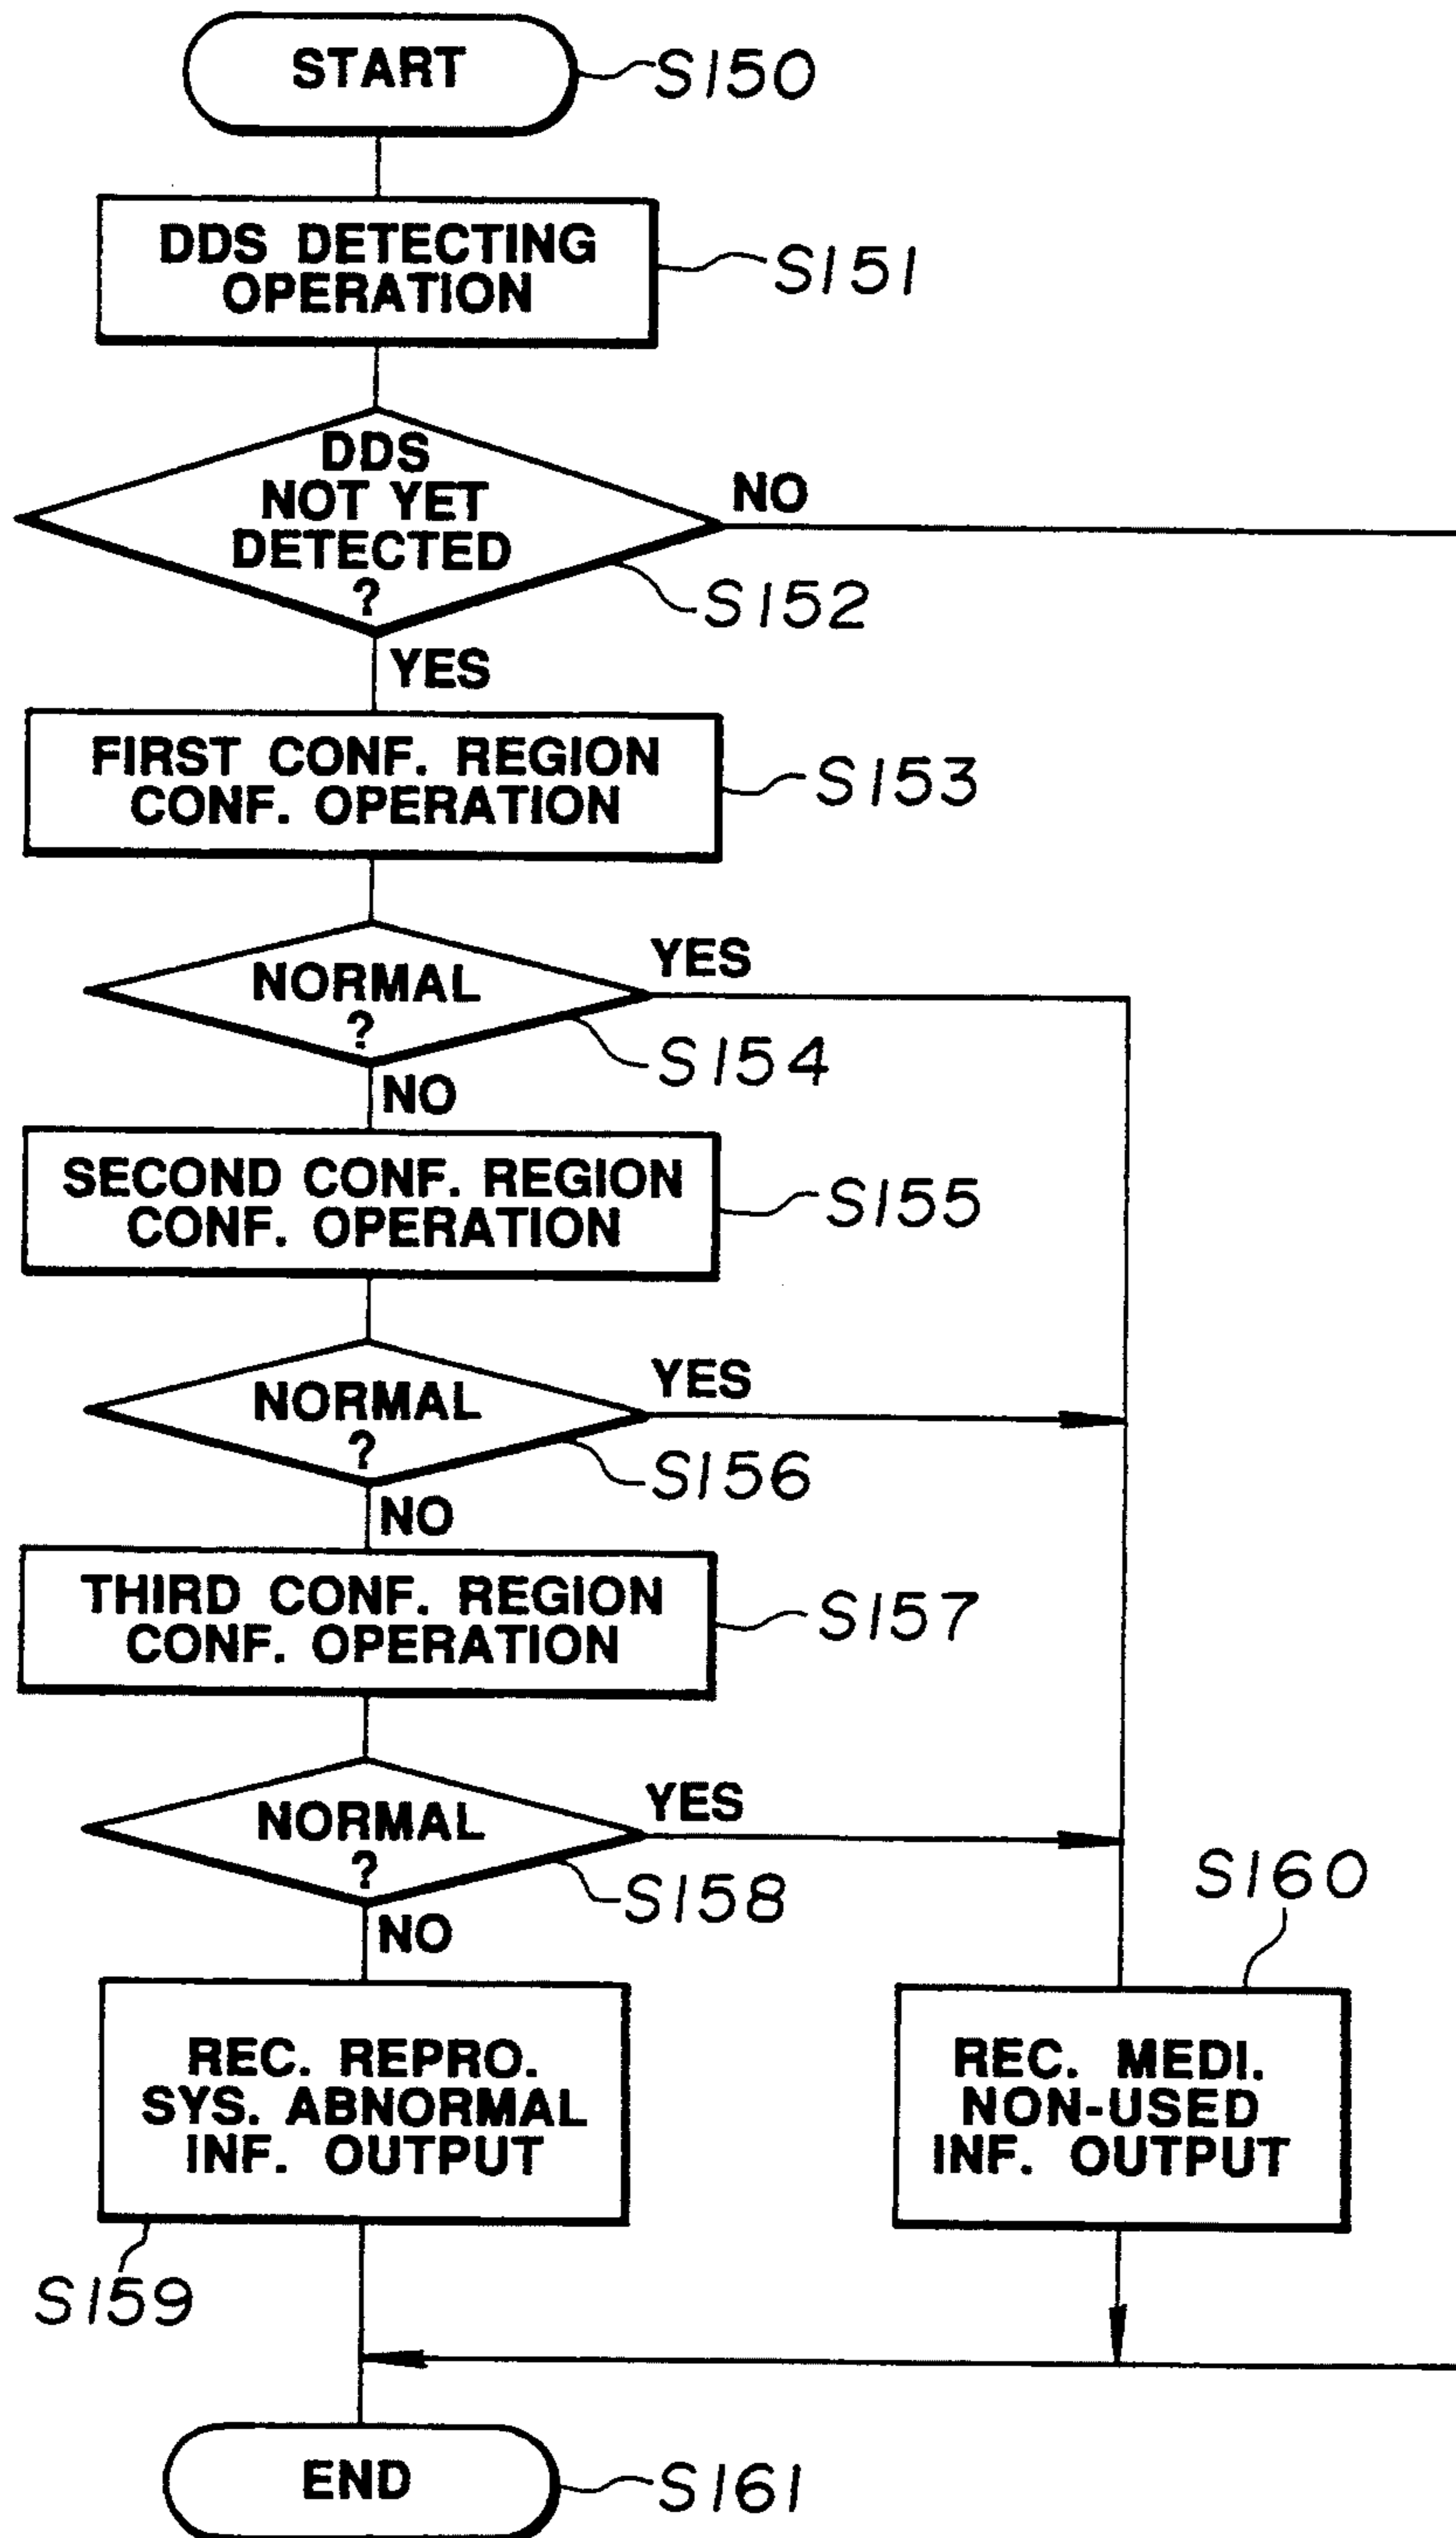 START
S150
DDS DETECTING
OPERATION
S151
DDS
NOT YET
DETECTED
?
NO
S152
YES
FIRST CONF. REGION
CONF. OPERATION
S153
NORMAL
?
YES
S154
NO
SECOND CONF. REGION
CONF. OPERATION
S155
NORMAL
?
YES
S156
NO
THIRD CONF. REGION
CONF. OPERATION
S157
NORMAL
?
YES
S158
NO
S160
REC. REPRO.
SYS. ABNORMAL
INF. OUTPUT
S159
REC. MEDI.
NON-USED
INF. OUTPUT
END
S161